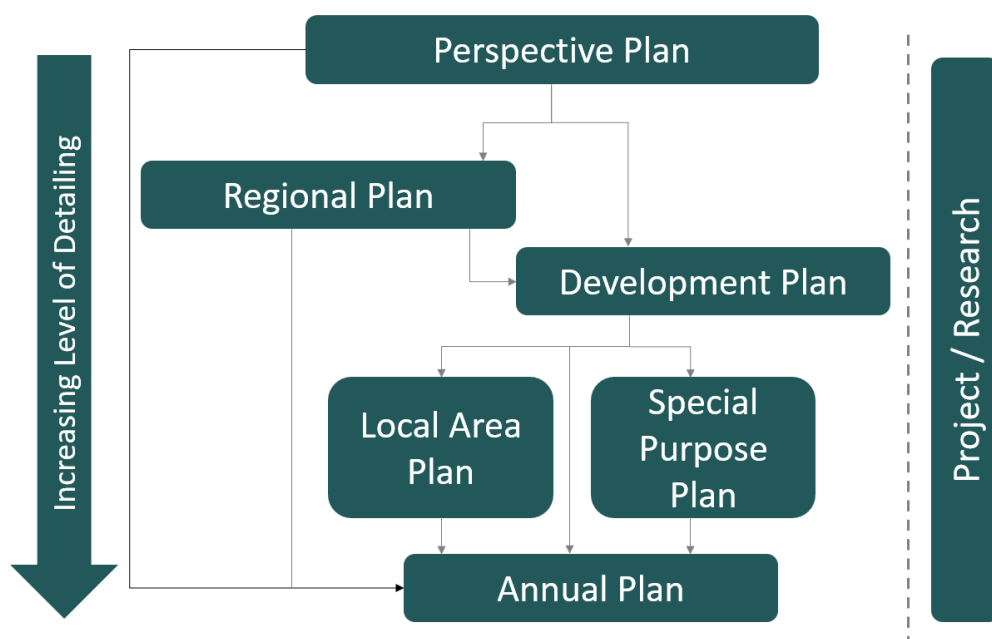 Perspective Plan
Regional Plan
Development Plan
Local Area
Plan
Special
Purpose
Plan
Annual Plan
Increasing Level of Detailing
Project / Research